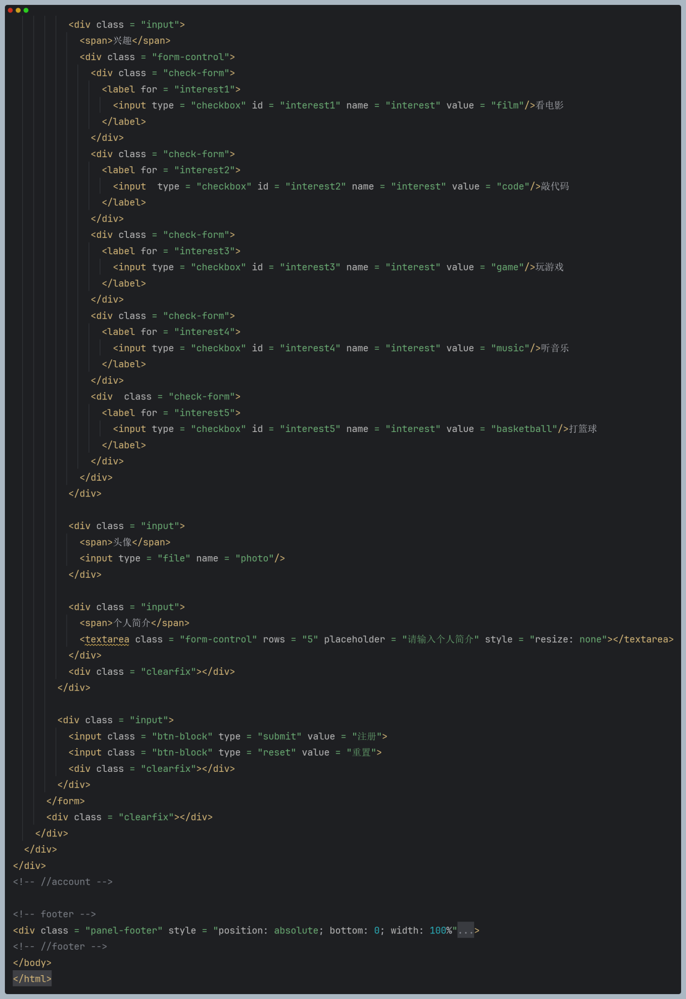 <div class = "input">
<span>兴趣</span>
<div class = "form-control">
<div class = "check-form">
<label for = "interest1">
<input type = "checkbox" id = "interest1" name = "interest" value = "film"/>看电影
</label>
</div>
<div class = "check-form">
<label for = "interest2">
<input  type = "checkbox" id = "interest2" name = "interest" value = "code"/>敲代码
</label>
</div>
<div class = "check-form">
<label for = "interest3">
<input type = "checkbox" id = "interest3" name = "interest" value = "game"/>玩游戏
</label>
</div>
<div class = "check-form">
<label for = "interest4">
<input type = "checkbox" id = "interest4" name = "interest" value = "music"/>听音乐
</label>
</div>
<div  class = "check-form">
<label for = "interest5">
<input type = "checkbox" id = "interest5" name = "interest" value = "basketball"/>打篮球
</label>
</div>
</div>
</div>
<div class = "input">
<span>头像</span>
<input type = "file" name = "photo"/>
</div>
<div class = "input">
<span>个人简介</span>
<textarea class = "form-control" rows = "5" placeholder = "请输入个人简介" style = "resize: none"></textarea>
</div>
<div class = "clearfix"></div>
</div>
<div class = "input">
<input class = "btn-block" type = "submit" value = "注册">
<input class = "btn-block" type = "reset" value = "重置">
<div class = "clearfix"></div>
</div>
</form>
<div class = "clearfix"></div>
</div>
</div>
</div>
<!-- //account -->
<!-- footer -->
<div class = "panel-footer" style = "position: absolute; bottom: 0; width: 100%"...>
<!-- //footer -->
</body>
</html>